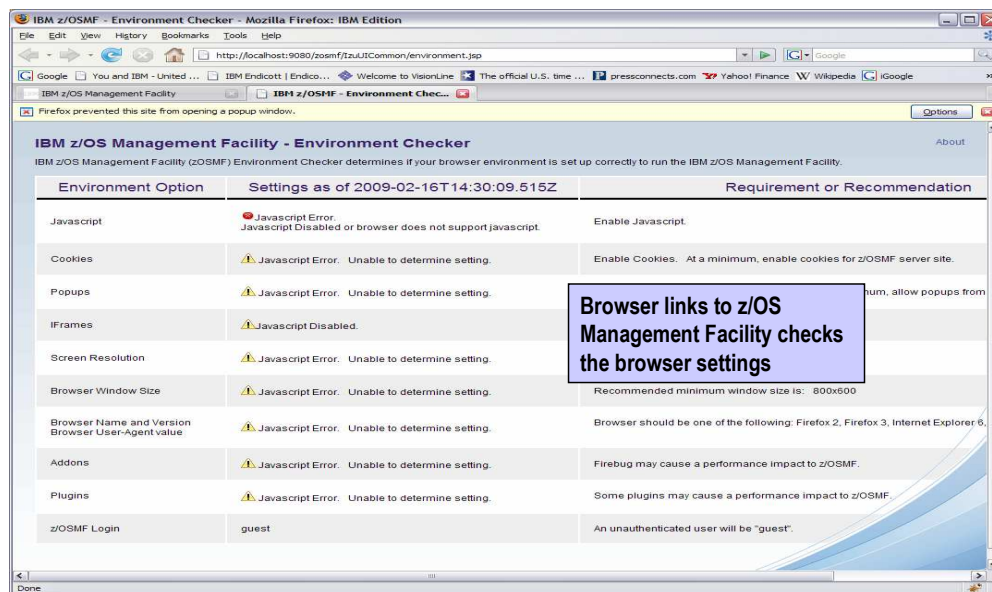 IBM z/OSMF - Environment Checker - Mozilla Firefox: IBM Edition
File Edit View History Bookmarks Tools Help
http://localhost:9080/zosmf/IzuUICommon/environment.jsp
Google
Google You and IBM - United ... IBM Endicott | Endico... Welcome to VisionLine The official U.S. time ... pressconnects.com Yahoo! Finance Wikipedia iGoogle
IBM z/OS Management Facility IBM z/OSMF - Environment Chec...
Firefox prevented this site from opening a popup window. Options
IBM z/OS Management Facility - Environment Checker About
IBM z/OS Management Facility (z/OSMF) Environment Checker determines if your browser environment is set up correctly to run the IBM z/OS Management Facility.
Environment Option Settings as of 2009-02-16T14:30:09.515Z Requirement or Recommendation
Javascript Javascript Error. Enable Javascript.
Javascript Disabled or browser does not support javascript.
Cookies Javascript Error. Unable to determine setting. Enable Cookies. At a minimum, enable cookies for z/OSMF server site.
Popups Javascript Error. Unable to determine setting. allow popups from
IFrames Javascript Disabled.
Browser links to z/OS
Management Facility checks
the browser settings
Screen Resolution Javascript Error. Unable to determine setting.
Browser Window Size Javascript Error. Unable to determine setting. Recommended minimum window size is: 800x600
Browser Name and Version
Browser User-Agent value Javascript Error. Unable to determine setting. Browser should be one of the following: Firefox 2, Firefox 3, Internet Explorer 6,
Addons Javascript Error. Unable to determine setting. Firebug may cause a performance impact to z/OSMF.
Plugins Javascript Error. Unable to determine setting. Some plugins may cause a performance impact to z/OSMF.
z/OSMF Login guest An unauthenticated user will be "guest".
Done